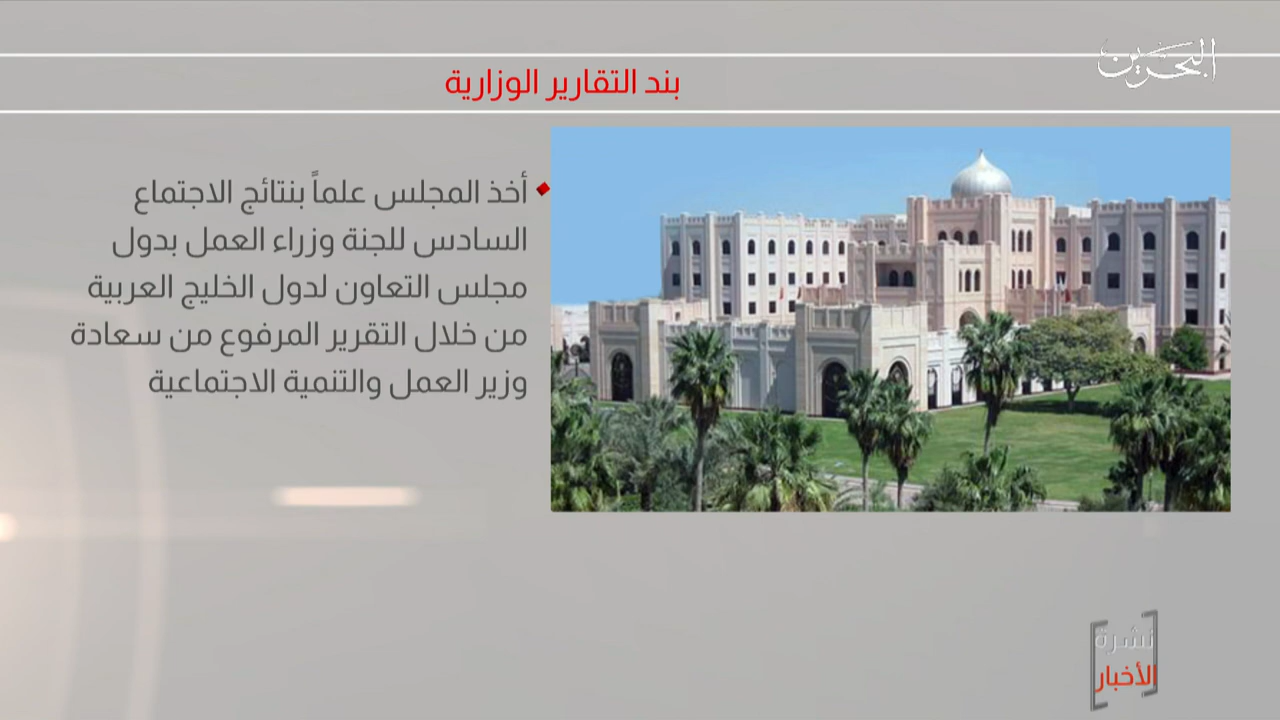 البحرين
بند التقارير الوزارية
أخذ المجلس علماً بنتائج الاجتماع
السادس للجنة وزراء العمل بدول
مجلس التعاون لدول الخليج العربية
من خلال التقرير المرفوع من سعادة
وزير العمل والتنمية الاجتماعية
نشرة
الأخبار